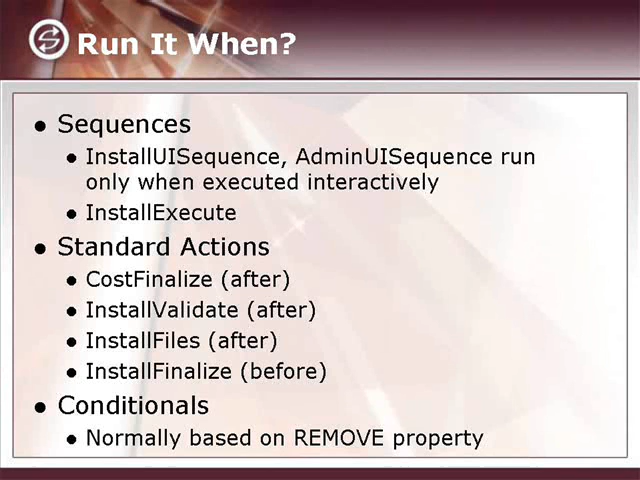 Run It When?
● Sequences
● InstallUISequence, AdminUISequence run
only when executed interactively
● InstallExecute
● Standard Actions
● CostFinalize (after)
● InstallValidate (after)
● InstallFiles (after)
● InstallFinalize (before)
● Conditionals
● Normally based on REMOVE property